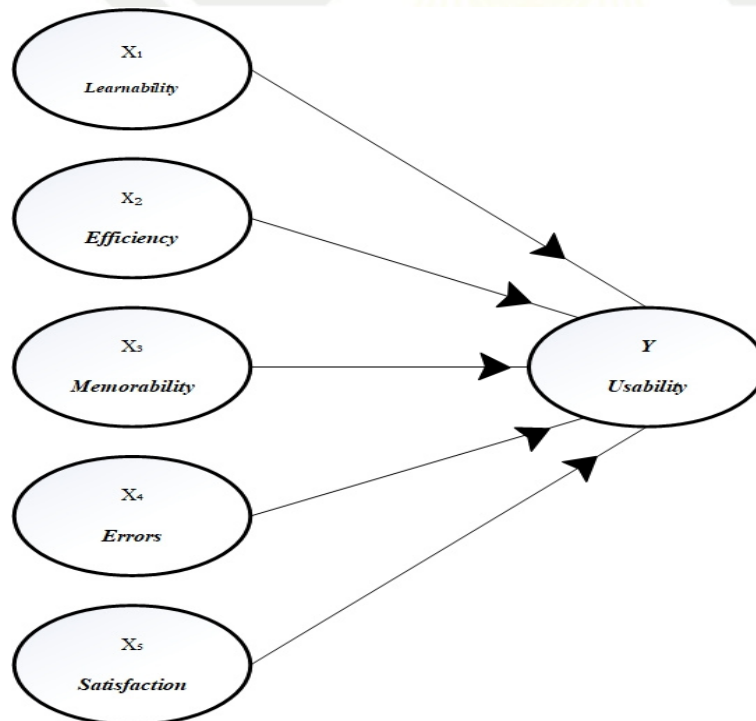 X₁
Learnability
X₂
Efficiency
X₃
Memorability
X₄
Errors
X₅
Satisfaction
Y
Usability